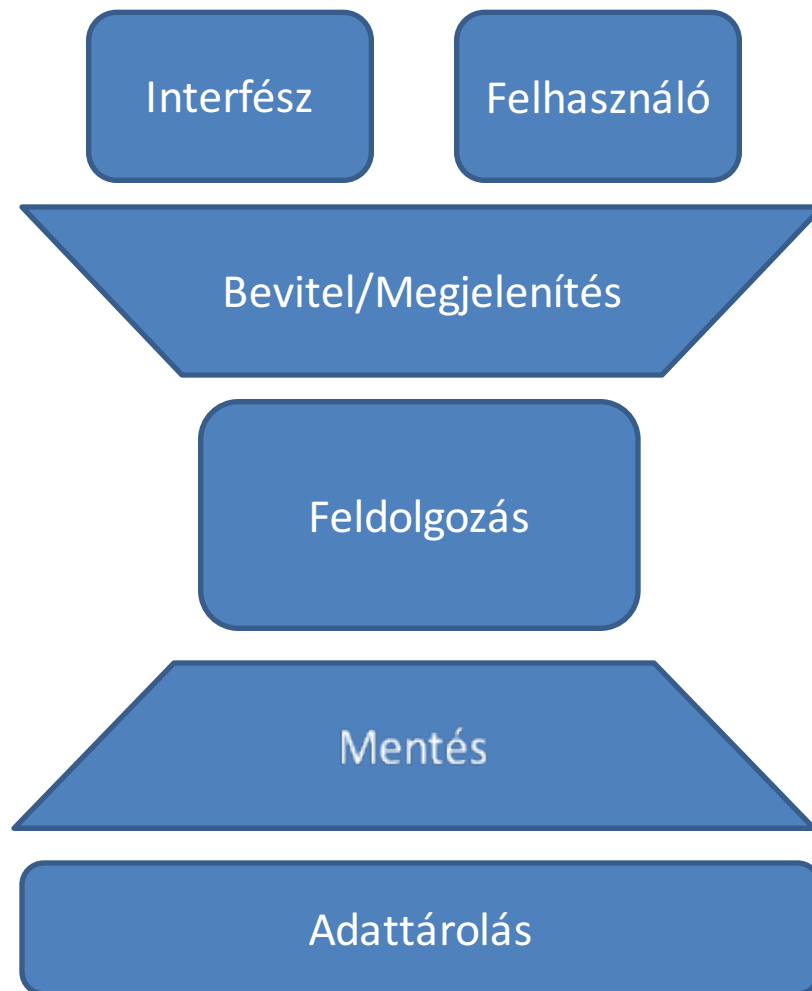 Interfész
Felhasználó
Bevitel/Megjelenítés
Feldolgozás
Mentés
Adattárolás